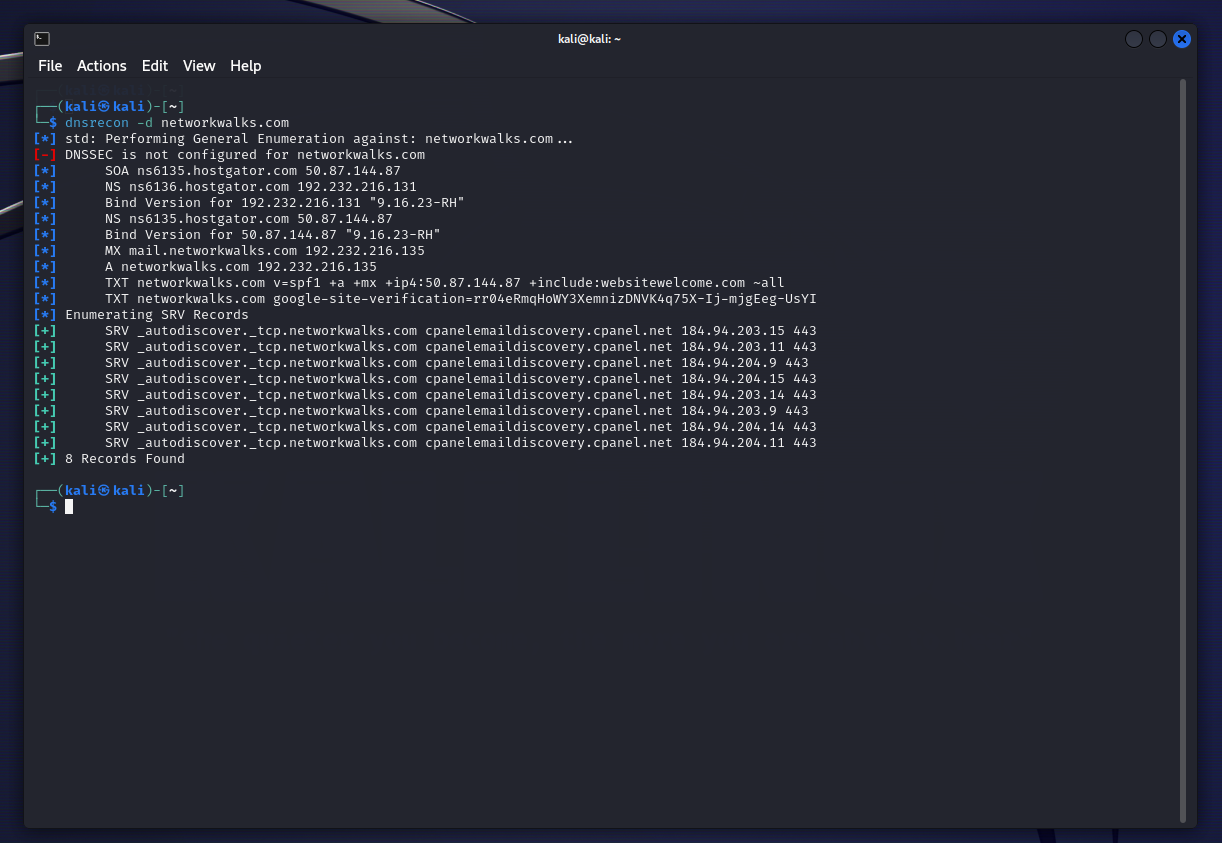 kali@kali: ~
File Actions Edit View Help
┌──(kali㉿kali)-[~]
└─$ dnsrecon -d networkwalks.com
[*] std: Performing General Enumeration against: networkwalks.com...
[-] DNSSEC is not configured for networkwalks.com
[*] SOA ns6135.hostgator.com 50.87.144.87
[*] NS ns6136.hostgator.com 192.232.216.131
[*] Bind Version for 192.232.216.131 "9.16.23-RH"
[*] NS ns6135.hostgator.com 50.87.144.87
[*] Bind Version for 50.87.144.87 "9.16.23-RH"
[*] MX mail.networkwalks.com 192.232.216.135
[*] A networkwalks.com 192.232.216.135
[*] TXT networkwalks.com v=spf1 +a +mx +ip4:50.87.144.87 +include:websitewelcome.com ~all
[*] TXT networkwalks.com google-site-verification=rr04eRmqHoWY3XemnizDNVK4q75X-Ij-mjgEeg-UsYI
[*] Enumerating SRV Records
[+] SRV _autodiscover._tcp.networkwalks.com cpanelemaildiscovery.cpanel.net 184.94.203.15 443
[+] SRV _autodiscover._tcp.networkwalks.com cpanelemaildiscovery.cpanel.net 184.94.203.11 443
[+] SRV _autodiscover._tcp.networkwalks.com cpanelemaildiscovery.cpanel.net 184.94.204.9 443
[+] SRV _autodiscover._tcp.networkwalks.com cpanelemaildiscovery.cpanel.net 184.94.204.15 443
[+] SRV _autodiscover._tcp.networkwalks.com cpanelemaildiscovery.cpanel.net 184.94.203.14 443
[+] SRV _autodiscover._tcp.networkwalks.com cpanelemaildiscovery.cpanel.net 184.94.203.9 443
[+] SRV _autodiscover._tcp.networkwalks.com cpanelemaildiscovery.cpanel.net 184.94.204.14 443
[+] SRV _autodiscover._tcp.networkwalks.com cpanelemaildiscovery.cpanel.net 184.94.204.11 443
[+] 8 Records Found
┌──(kali㉿kali)-[~]
└─$